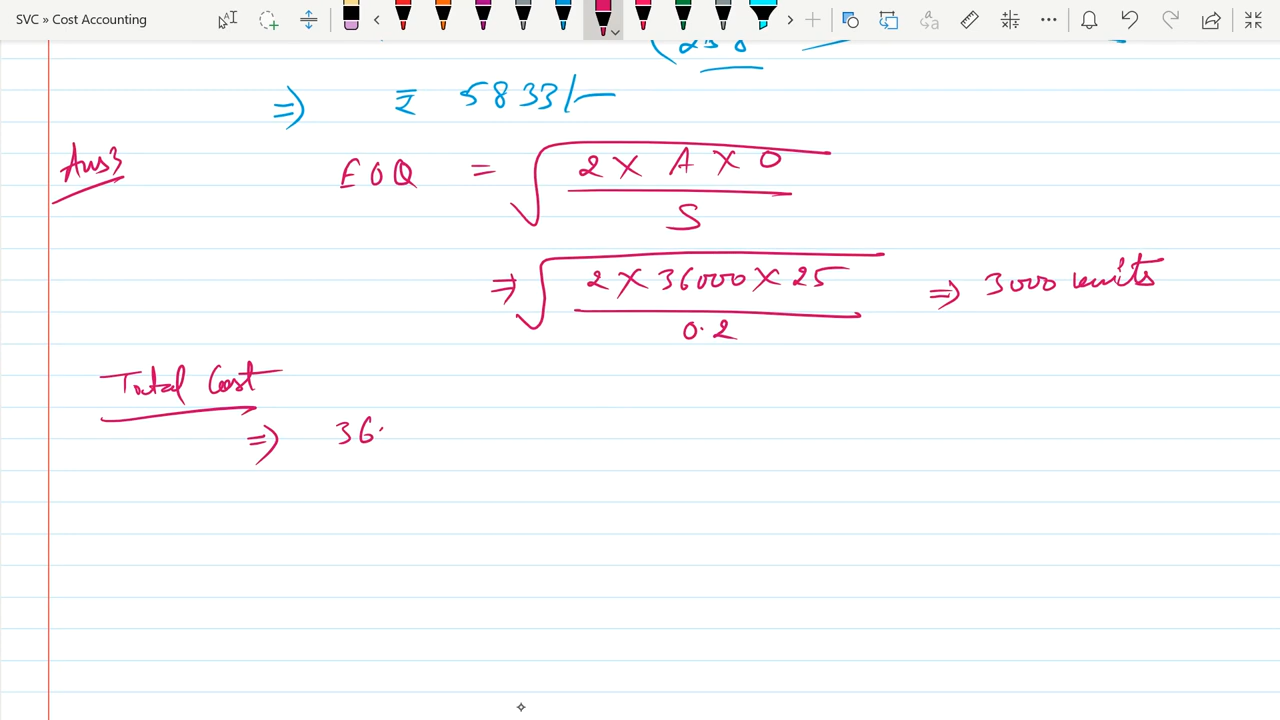 SVC » Cost Accounting
⇒ ₹ 5833/-
Ans3 EOQ = √(2 × A × O / S)
⇒ √(2 × 36000 × 25 / 0.2) ⇒ 3000 units
Total Cost
⇒ 36